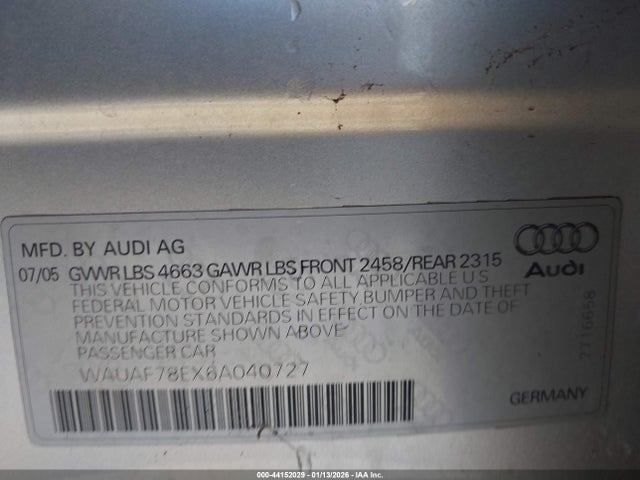 MFD. BY AUDI AG
07/05 GVWR LBS 4663 GAWR LBS FRONT 2458/REAR 2315
THIS VEHICLE CONFORMS TO ALL APPLICABLE U S
FEDERAL MOTOR VEHICLE SAFETY, BUMPER AND THEFT
PREVENTION STANDARDS IN EFFECT ON THE DATE OF
MANUFACTURE SHOWN ABOVE
PASSENGER CAR
WAUAF78EX6A040727
Audi
2716658
GERMANY
000-44152029 - 01/13/2026 - IAA Inc.